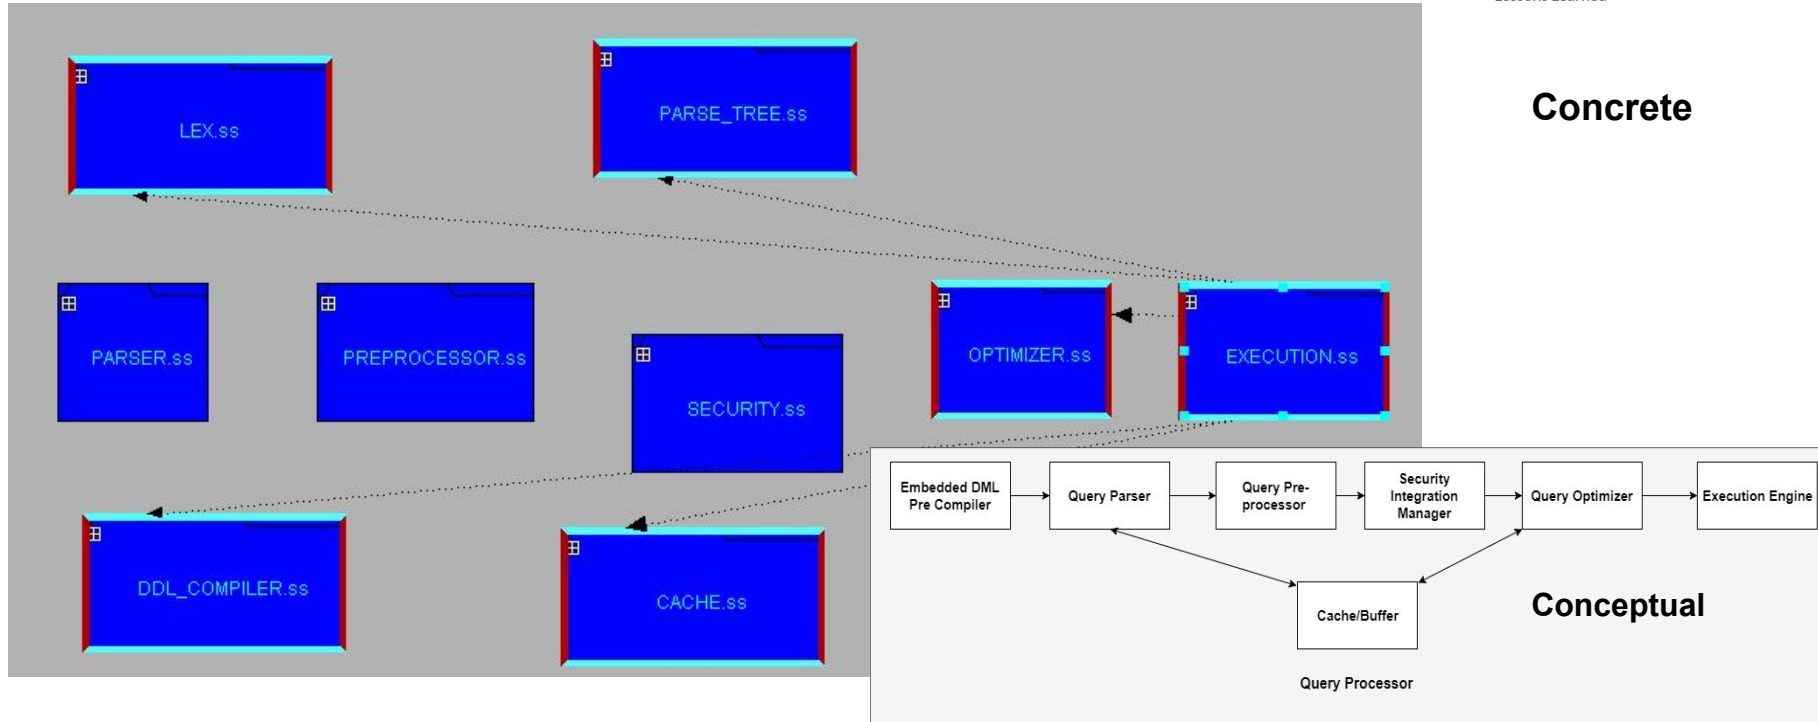 Lessons Learned
Concrete
LEX.ss
PARSE_TREE.ss
PARSER.ss
PREPROCESSOR.ss
SECURITY.ss
OPTIMIZER.ss
EXECUTION.ss
DDL_COMPILER.ss
CACHE.ss
Embedded DML
Pre Compiler
Query Parser
Query Pre-
processor
Security
Integration
Manager
Query Optimizer
Execution Engine
Cache/Buffer
Conceptual
Query Processor